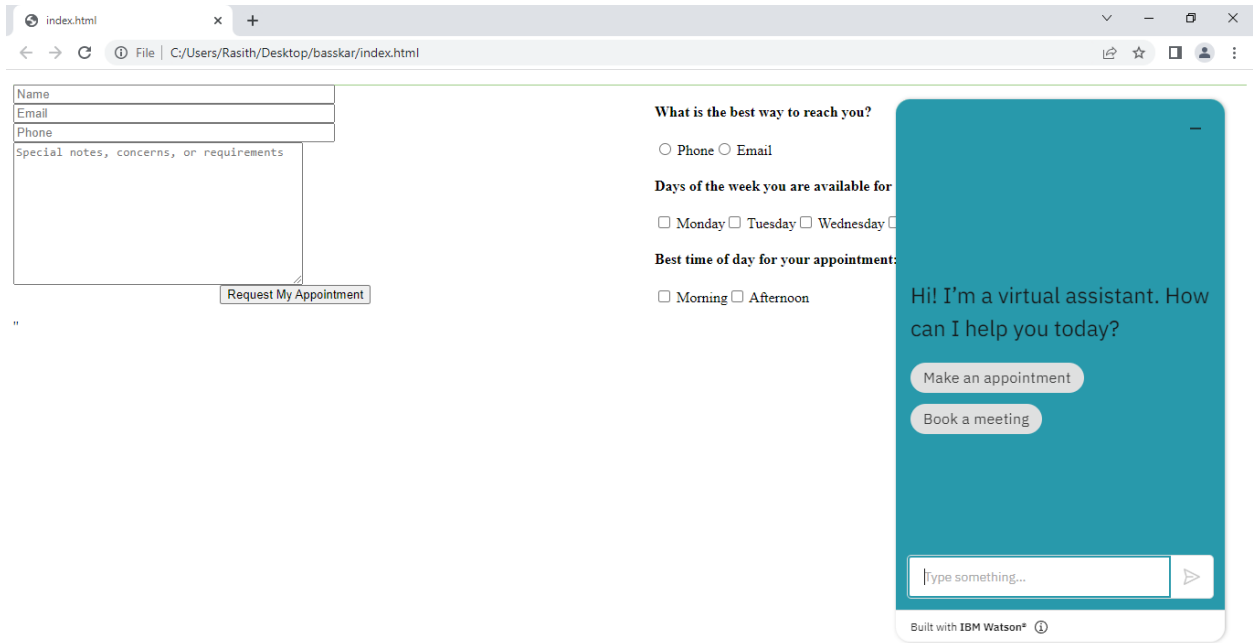 index.html
File | C:/Users/Rasith/Desktop/basskar/index.html
Name
Email
Phone
Special notes, concerns, or requirements
Request My Appointment
"
What is the best way to reach you?
Phone Email
Days of the week you are available for
Monday Tuesday Wednesday
Best time of day for your appointment:
Morning Afternoon
Hi! I’m a virtual assistant. How
can I help you today?
Make an appointment
Book a meeting
Type something...
Built with IBM Watson®